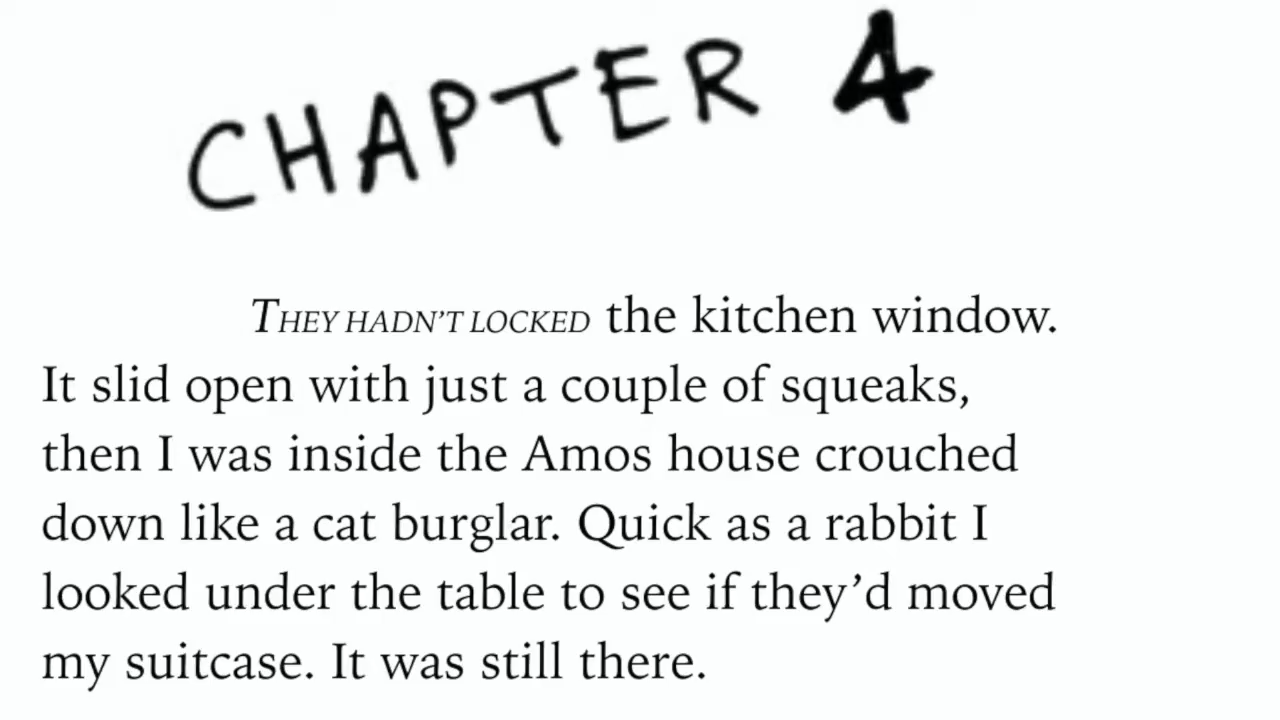 CHAPTER 4
THEY HADN’T LOCKED the kitchen window.
It slid open with just a couple of squeaks,
then I was inside the Amos house crouched
down like a cat burglar. Quick as a rabbit I
looked under the table to see if they’d moved
my suitcase. It was still there.